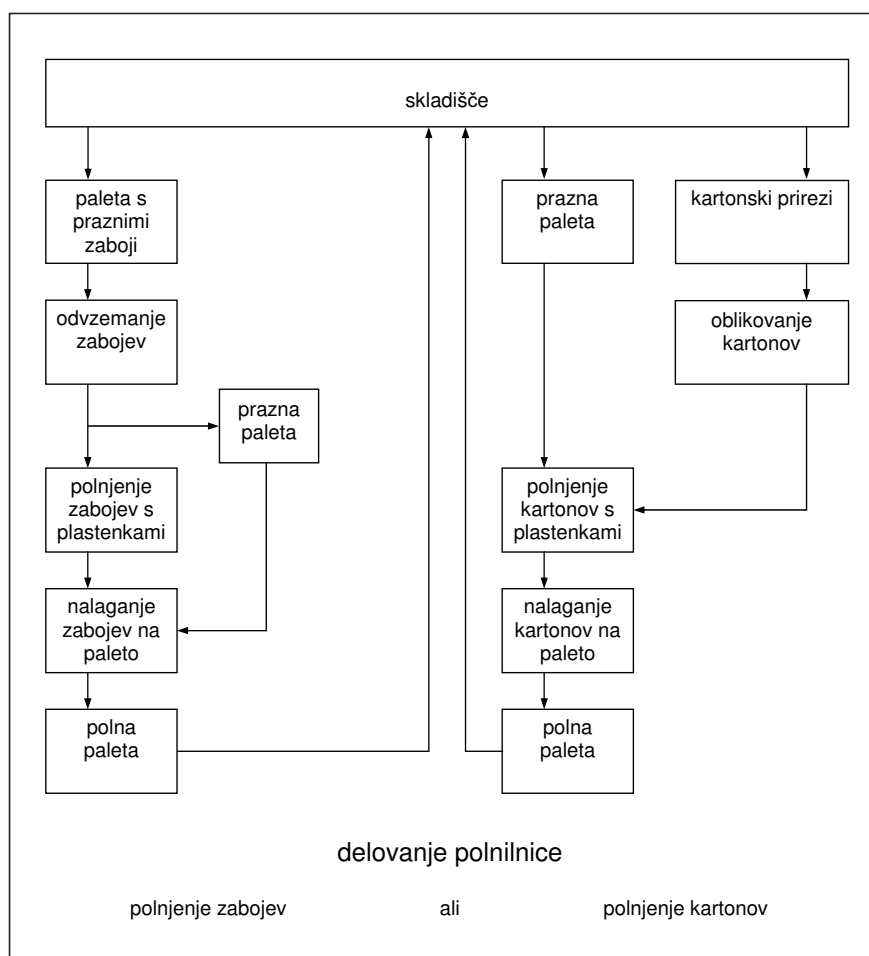 skladišče
paleta s
praznimi
zaboji
odvzemanje
zabojev
prazna
paleta
polnjenje
zabojev s
plastenkami
nalaganje
zabojev na
paleto
polna
paleta
prazna
paleta
kartonski prirezi
oblikovanje
kartonov
polnjenje
kartonov s
plastenkami
nalaganje
kartonov na
paleto
polna
paleta
delovanje polnilnice
polnjenje zabojev ali polnjenje kartonov